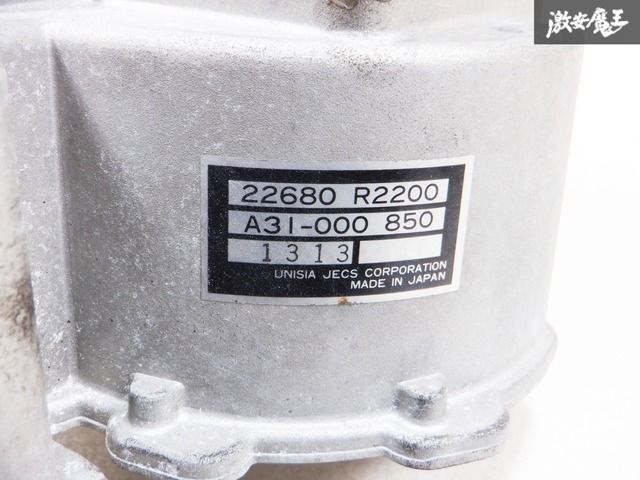 激安魔王
22680 R2200
A31-000 850
1313
UNISIA JECS CORPORATION
MADE IN JAPAN